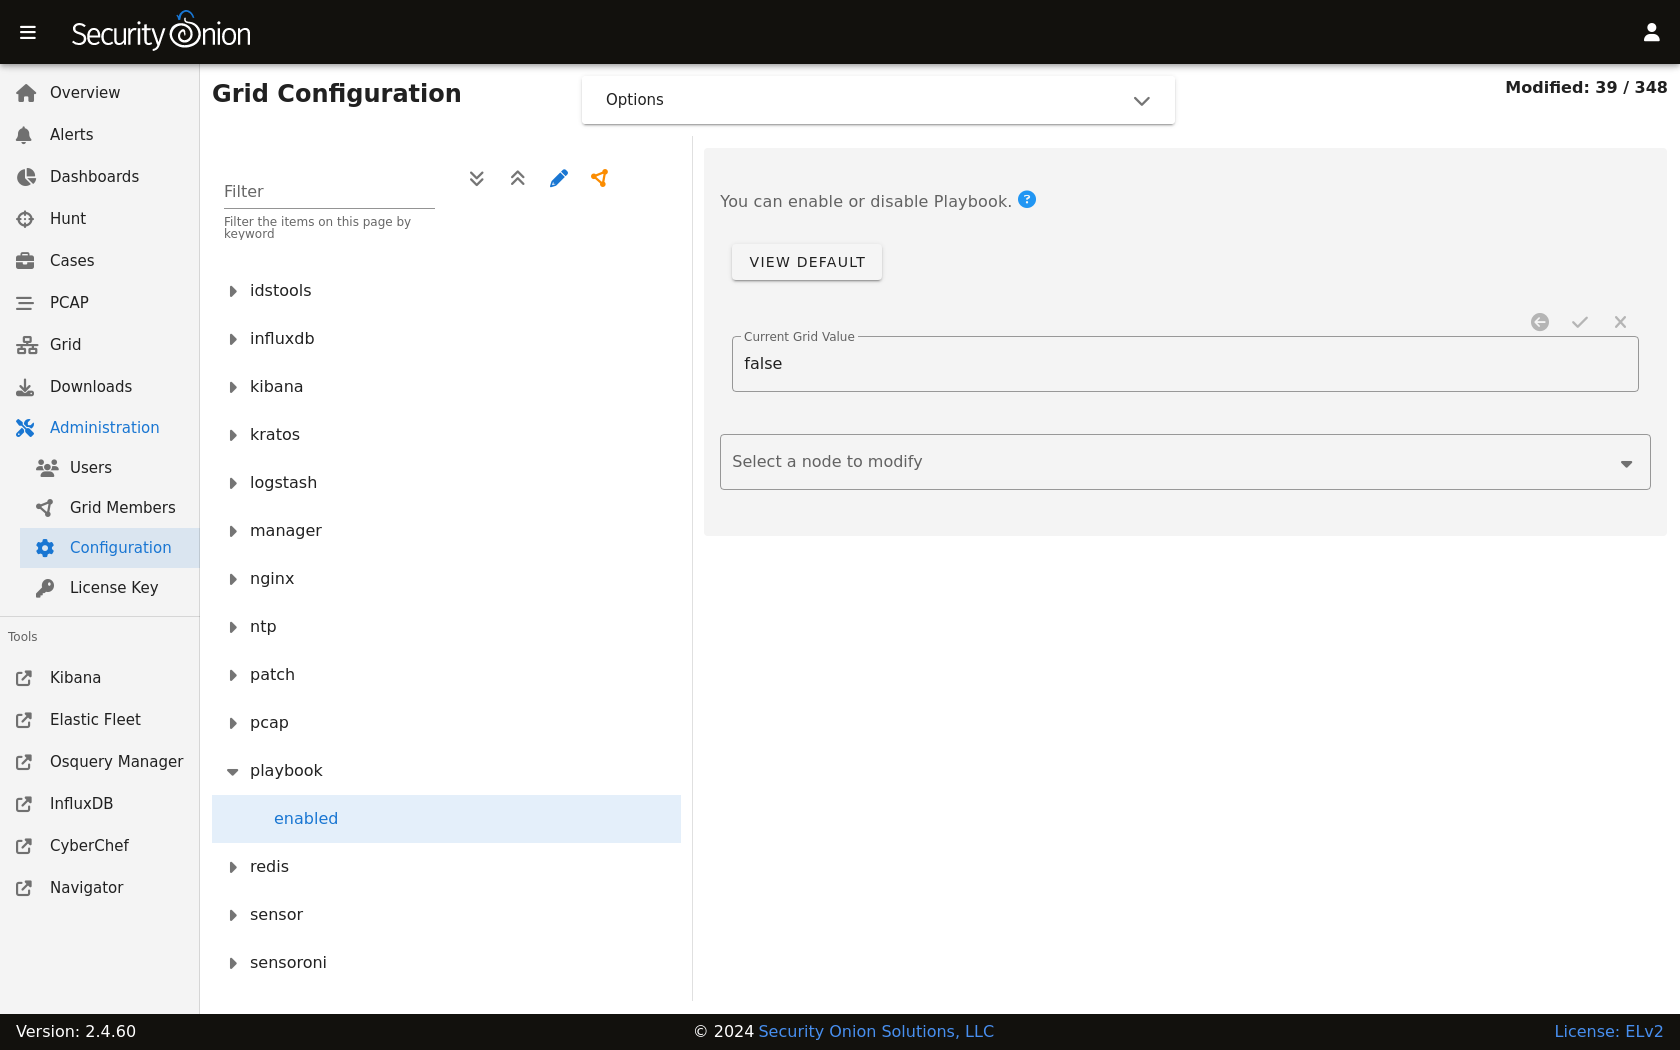 Security Onion
Overview
Alerts
Dashboards
Hunt
Cases
PCAP
Grid
Downloads
Administration
Users
Grid Members
Configuration
License Key
Tools
Kibana
Elastic Fleet
Osquery Manager
InfluxDB
CyberChef
Navigator
Grid Configuration
Options
Modified: 39 / 348
Filter
Filter the items on this page by
keyword
idstools
influxdb
kibana
kratos
logstash
manager
nginx
ntp
patch
pcap
playbook
enabled
redis
sensor
sensoroni
You can enable or disable Playbook. ?
VIEW DEFAULT
Current Grid Value
false
Select a node to modify
Version: 2.4.60
© 2024 Security Onion Solutions, LLC
License: ELv2